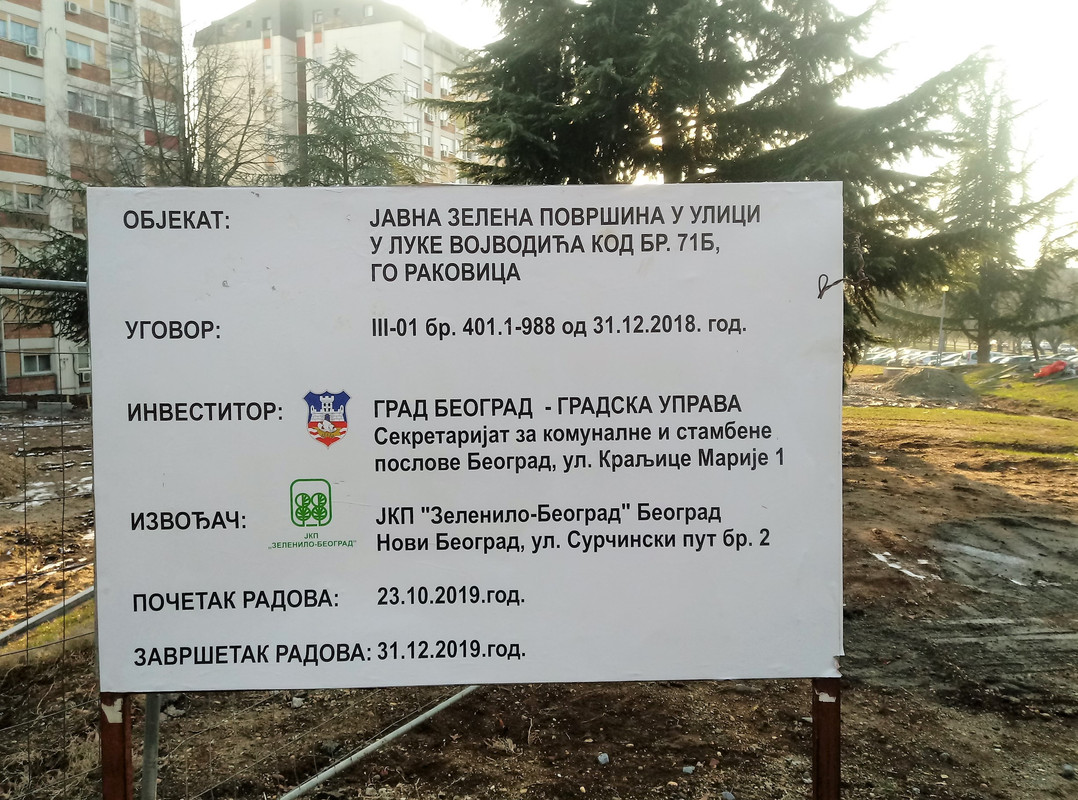 ОБЈЕКАТ: ЈАВНА ЗЕЛЕНА ПОВРШИНА У УЛИЦИ
У ЛУКЕ ВОЈВОДИЋА КОД БР. 71Б,
ГО РАКОВИЦА
УГОВОР: III-01 бр. 401.1-988 од 31.12.2018. год.
ИНВЕСТИТОР: ГРАД БЕОГРАД - ГРАДСКА УПРАВА
Секретаријат за комуналне и стамбене
послове Београд, ул. Краљице Марије 1
ИЗВОЂАЧ: ЈКП "Зеленило-Београд" Београд
Нови Београд, ул. Сурчински пут бр. 2
ЈКП
„ЗЕЛЕНИЛО-БЕОГРАД"
ПОЧЕТАК РАДОВА: 23.10.2019.год.
ЗАВРШЕТАК РАДОВА: 31.12.2019.год.